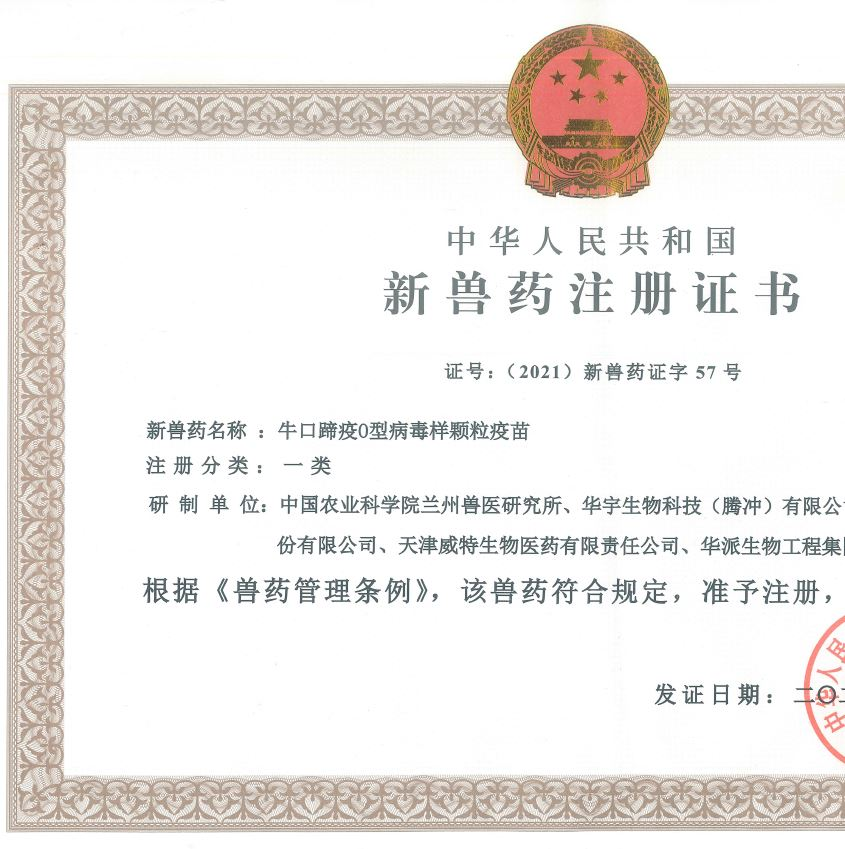 中华人民共和国
新兽药注册证书
证号：（2021）新兽药证字 57 号
新兽药名称 ：牛口蹄疫O型病毒样颗粒疫苗
注册分类：一类
研制单位：中国农业科学院兰州兽医研究所、华宇生物科技（腾冲）有限公
份有限公司、天津威特生物医药有限责任公司、华派生物工程集
根据《兽药管理条例》，该兽药符合规定，准予注册，
发证日期：二〇
中华人民